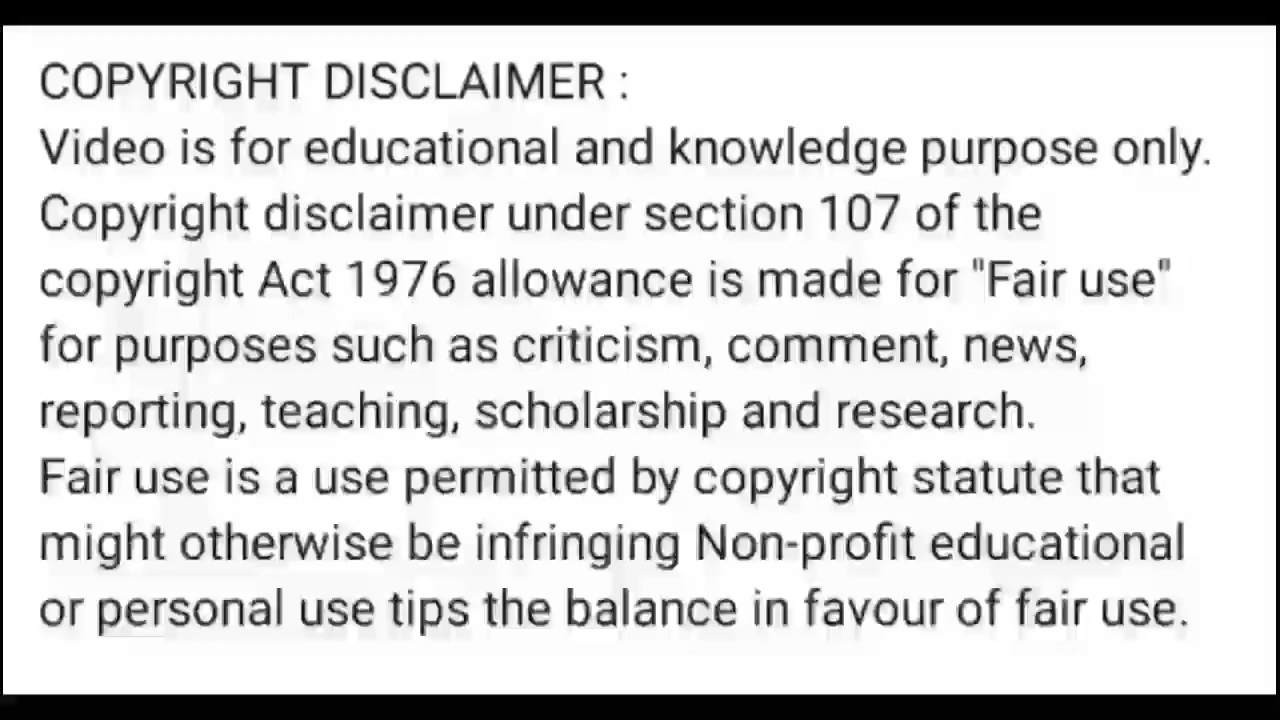 COPYRIGHT DISCLAIMER :
Video is for educational and knowledge purpose only.
Copyright disclaimer under section 107 of the
copyright Act 1976 allowance is made for "Fair use"
for purposes such as criticism, comment, news,
reporting, teaching, scholarship and research.
Fair use is a use permitted by copyright statute that
might otherwise be infringing Non-profit educational
or personal use tips the balance in favour of fair use.